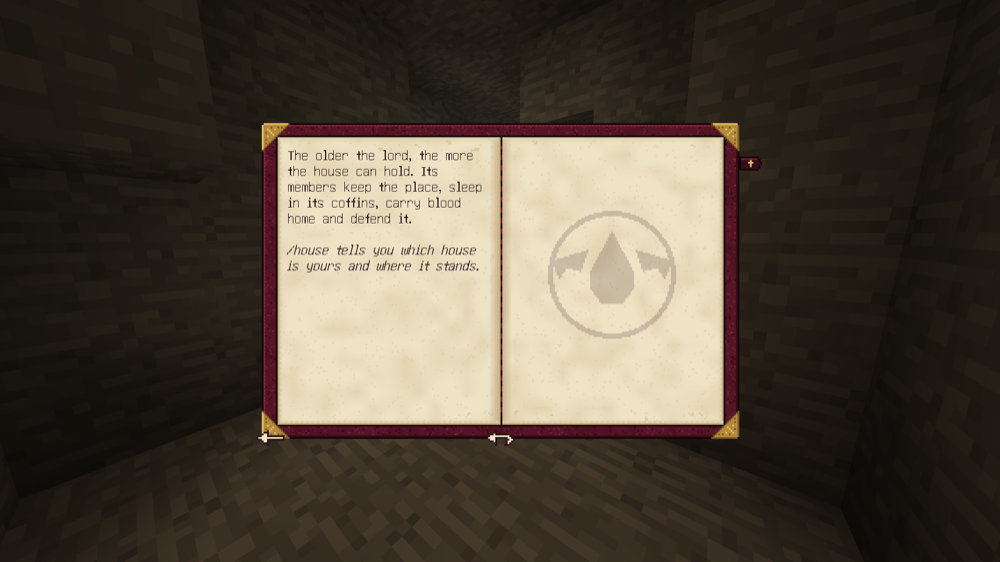 The older the lord, the more
the house can hold. Its
members keep the place, sleep
in its coffins, carry blood
home and defend it.
/house tells you which house
is yours and where it stands.